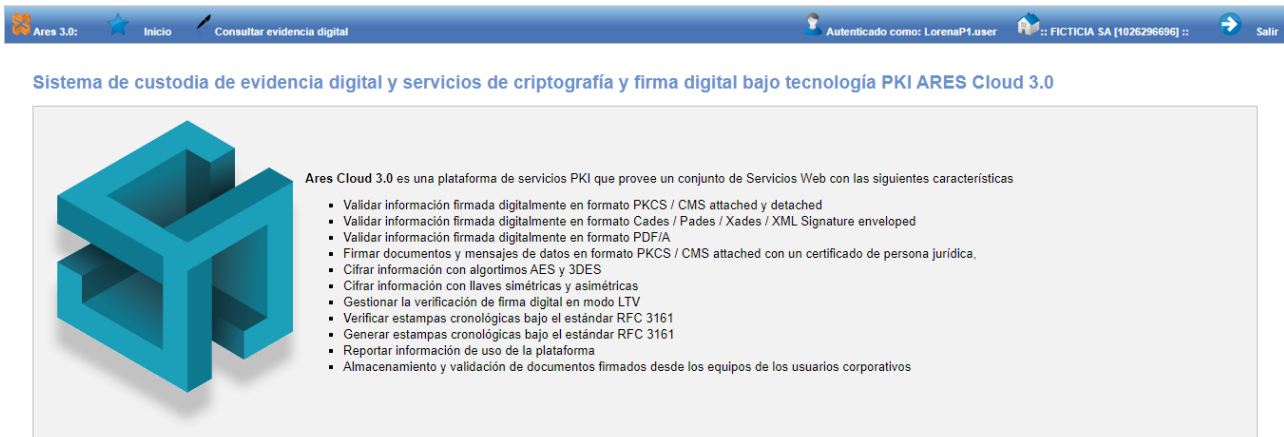 Ares 3.0: Inicio Consultar evidencia digital Autenticado como: LorenaP1.user :: FICTICIA SA [1026296696] :: Salir
Sistema de custodia de evidencia digital y servicios de criptografía y firma digital bajo tecnología PKI ARES Cloud 3.0
Ares Cloud 3.0 es una plataforma de servicios PKI que provee un conjunto de Servicios Web con las siguientes características
▪ Validar información firmada digitalmente en formato PKCS / CMS attached y detached
▪ Validar información firmada digitalmente en formato Cades / Pades / Xades / XML Signature enveloped
▪ Validar información firmada digitalmente en formato PDF/A
▪ Firmar documentos y mensajes de datos en formato PKCS / CMS attached con un certificado de persona jurídica,
▪ Cifrar información con algortimos AES y 3DES
▪ Cifrar información con llaves simétricas y asimétricas
▪ Gestionar la verificación de firma digital en modo LTV
▪ Verificar estampas cronológicas bajo el estándar RFC 3161
▪ Generar estampas cronológicas bajo el estándar RFC 3161
▪ Reportar información de uso de la plataforma
▪ Almacenamiento y validación de documentos firmados desde los equipos de los usuarios corporativos